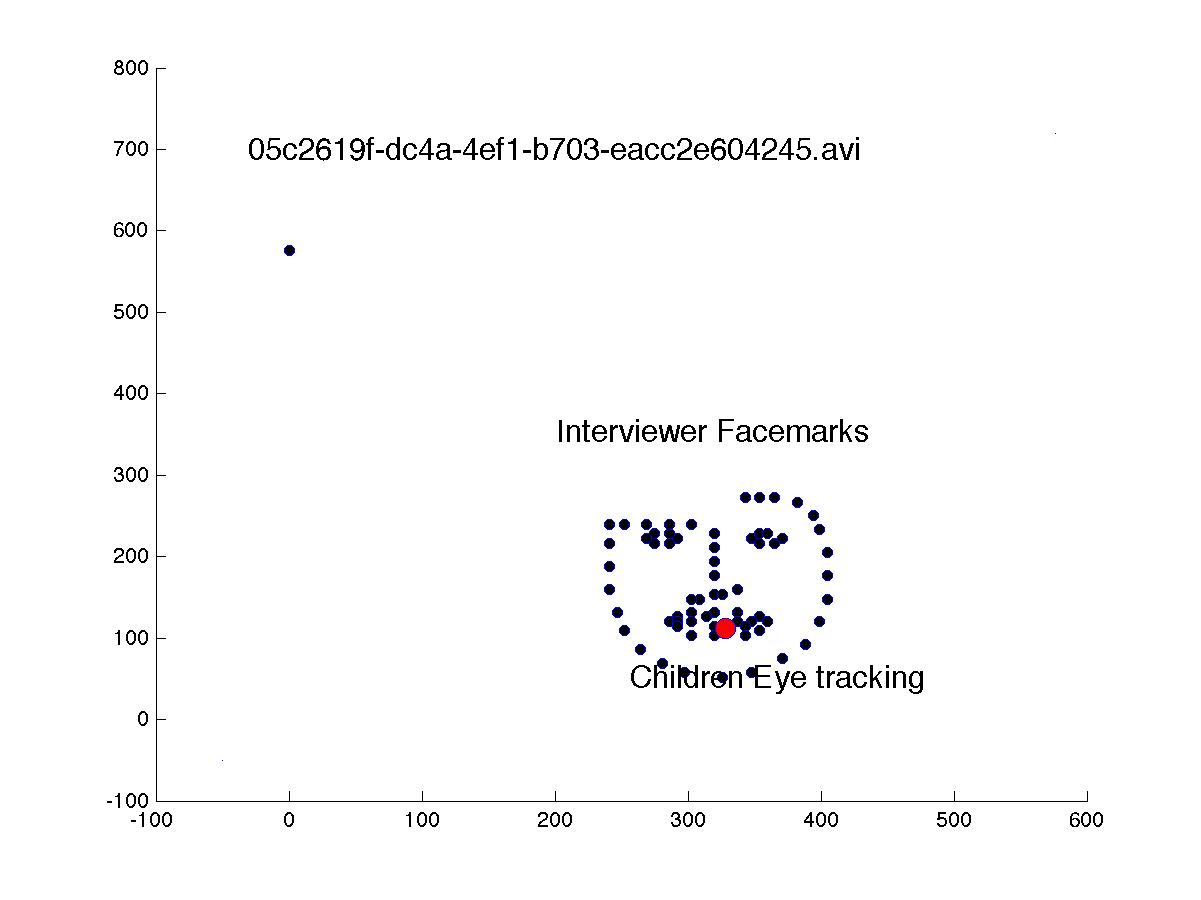 800
700
05c2619f-dc4a-4ef1-b703-eacc2e604245.avi
600
500
400
Interviewer Facemarks
300
200
100
Children Eye tracking
0
-100
-100 0 100 200 300 400 500 600